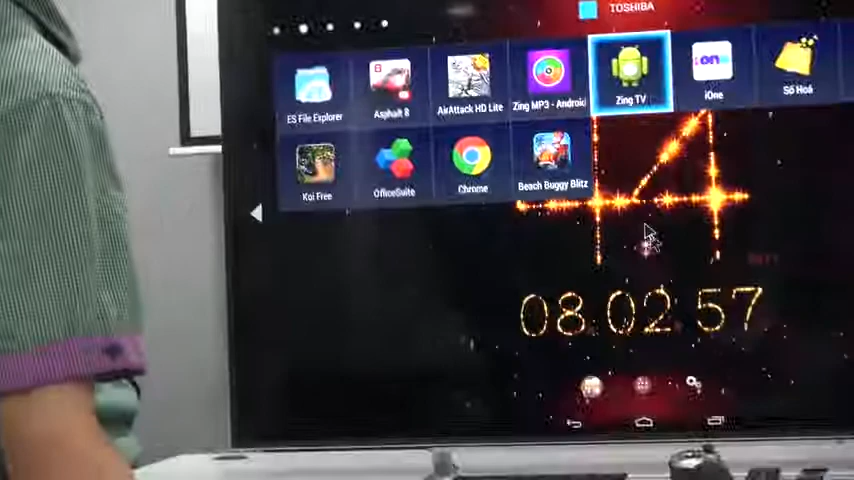 TOSHIBA
ES File Explorer
Asphalt 8
AirAttack HD Lite
Zing MP3 - Android
Zing TV
iOne
Số Hoá
Koi Free
OfficeSuite
Chrome
Beach Buggy Blitz
4
08 02 57